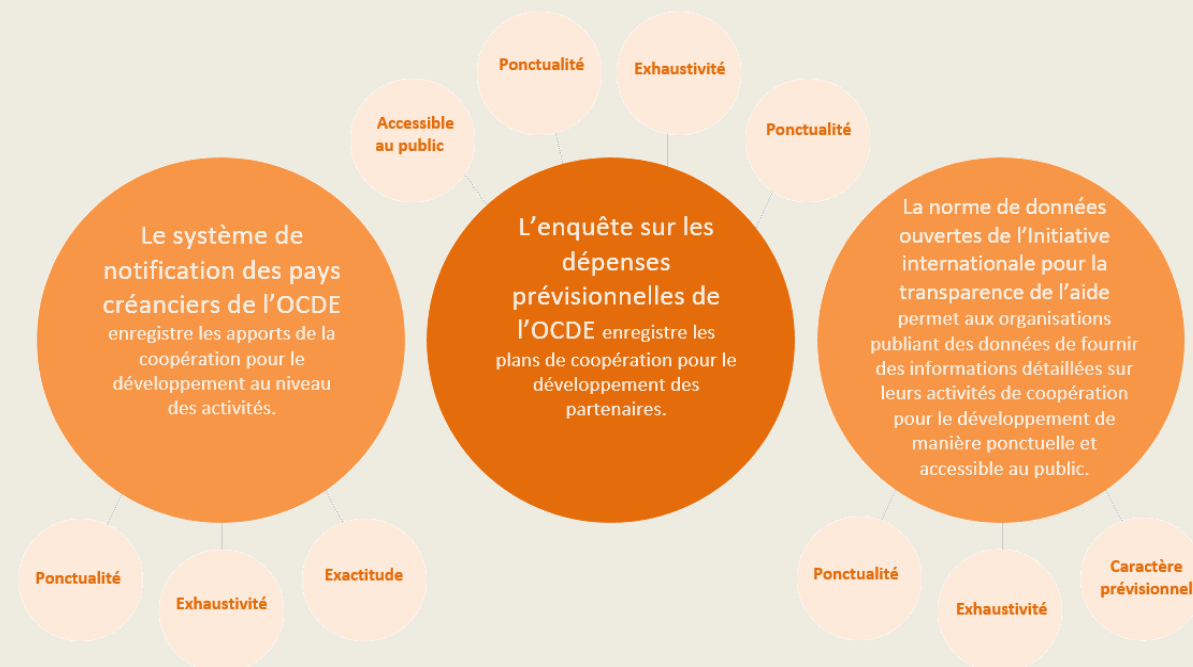 Ponctualité
Exhaustivité
Accessible
au public
Ponctualité
Le système de
notification des pays
créanciers de l’OCDE
enregistre les apports de la
coopération pour le
développement au niveau
des activités.
L’enquête sur les
dépenses
prévisionnelles de
l’OCDE enregistre les
plans de coopération pour le
développement des
partenaires.
La norme de données
ouvertes de l’Initiative
internationale pour la
transparence de l’aide
permet aux organisations
publiant des données de fournir
des informations détaillées sur
leurs activités de coopération
pour le développement de
manière ponctuelle et
accessible au public.
Ponctualité
Exhaustivité
Exactitude
Ponctualité
Exhaustivité
Caractère
prévisionnel